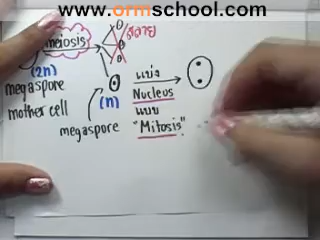 www.ormschool.com
meiosis
สลาย
(2n)
megaspore
mother cell
(n)
megaspore
แบ่ง
Nucleus
แบบ
"Mitosis"